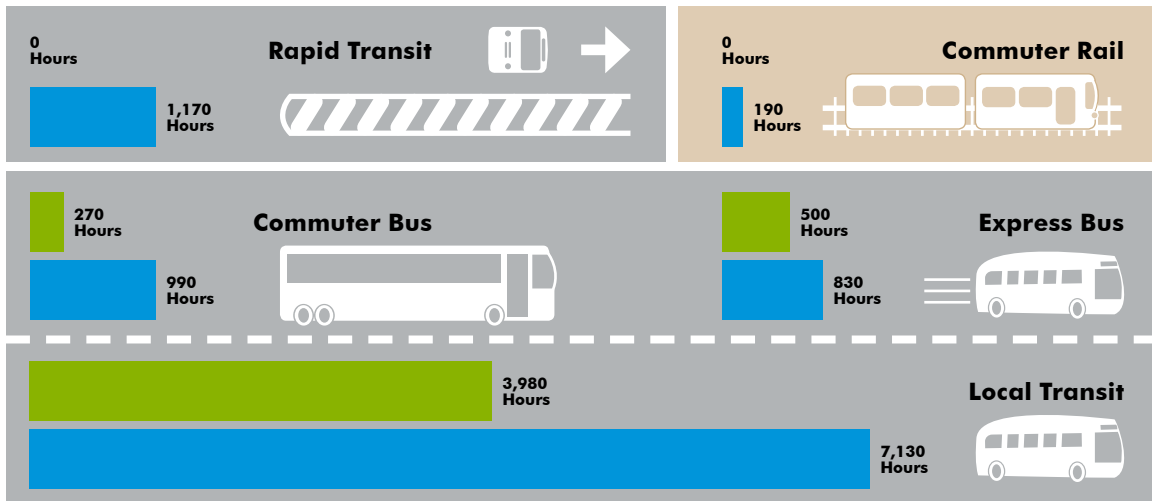 0
Hours
Rapid Transit
1,170
Hours
0
Hours
Commuter Rail
190
Hours
270
Hours
Commuter Bus
990
Hours
500
Hours
Express Bus
830
Hours
3,980
Hours
Local Transit
7,130
Hours